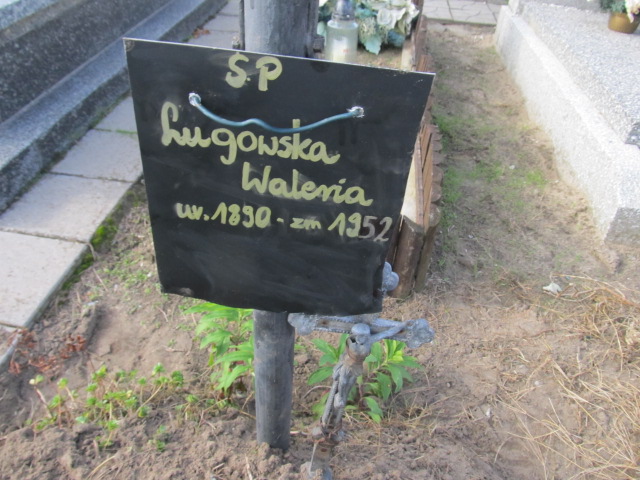 SP
Ługowska
Waleria
ur. 1890 - zm 1952